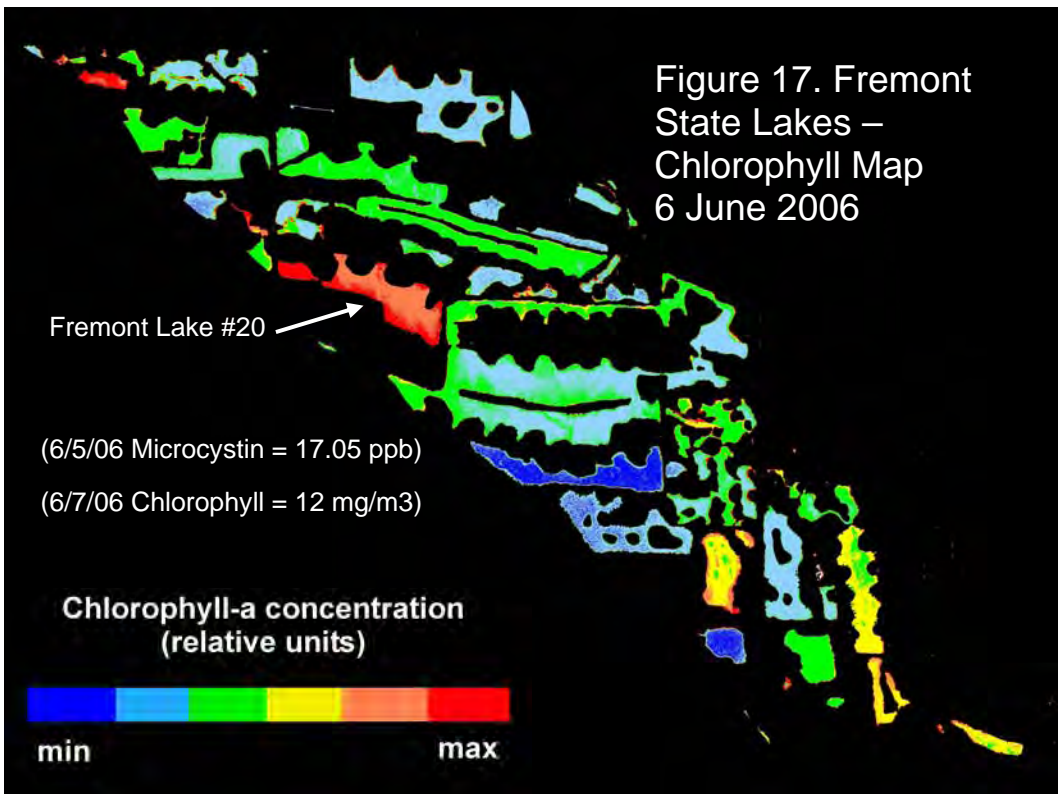 Figure 17. Fremont
State Lakes –
Chlorophyll Map
6 June 2006
Fremont Lake #20
(6/5/06 Microcystin = 17.05 ppb)
(6/7/06 Chlorophyll = 12 mg/m3)
Chlorophyll-a concentration
(relative units)
min max